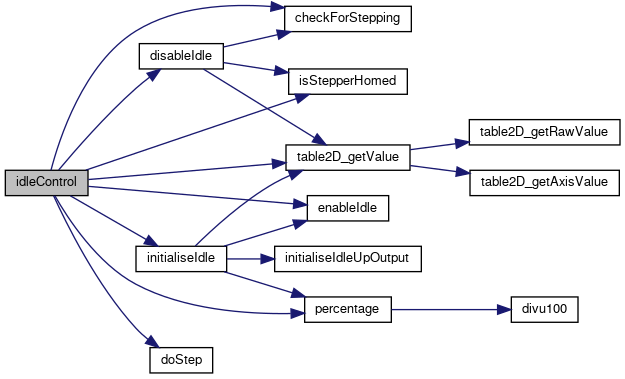 checkForStepping
disableIdle
isStepperHomed
table2D_getRawValue
table2D_getValue
idleControl
table2D_getAxisValue
enableIdle
initialiseIdle
initialiseIdleUpOutput
percentage
divu100
doStep